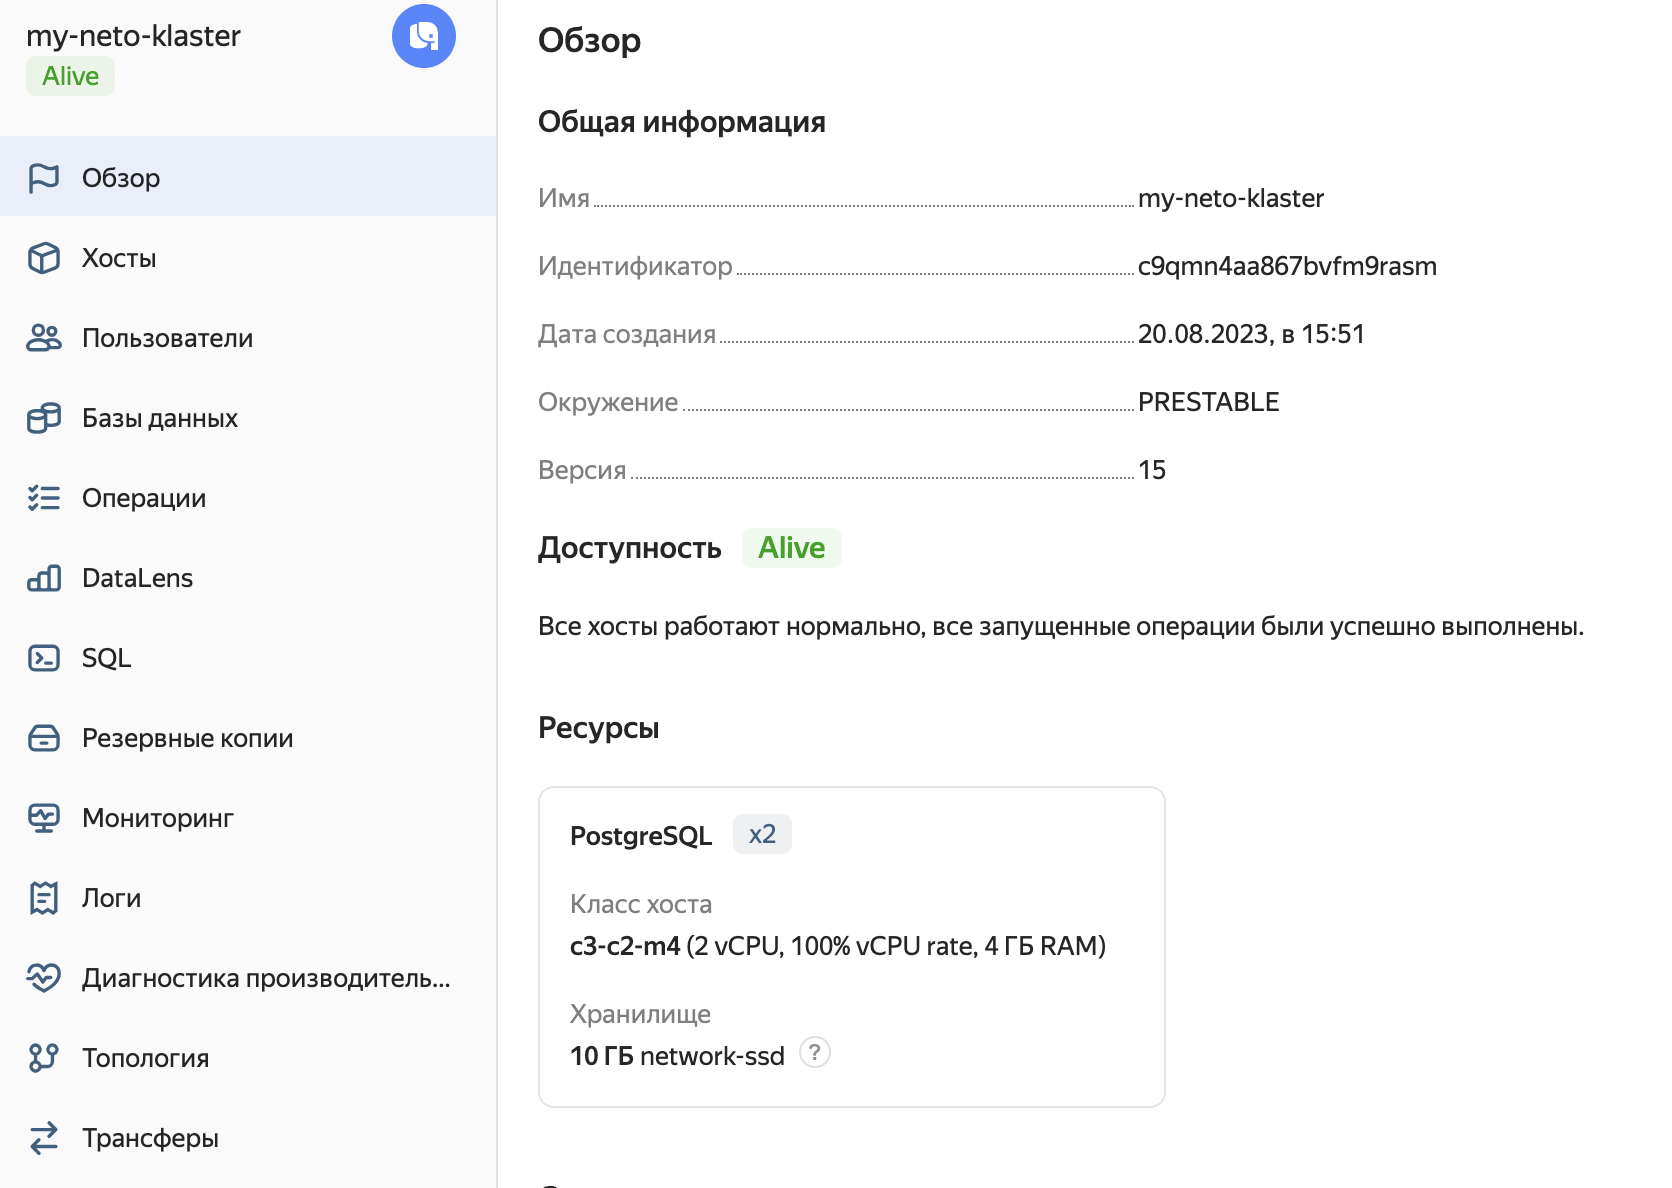 my-neto-klaster
Alive
Обзор
Хосты
Пользователи
Базы данных
Операции
DataLens
SQL
Резервные копии
Мониторинг
Логи
Диагностика производитель...
Топология
Трансферы
Обзор
Общая информация
Имя my-neto-klaster
Идентификатор c9qmn4aa867bvfm9rasm
Дата создания 20.08.2023, в 15:51
Окружение PRESTABLE
Версия 15
Доступность Alive
Все хосты работают нормально, все запущенные операции были успешно выполнены.
Ресурсы
PostgreSQL x2
Класс хоста
c3-c2-m4 (2 vCPU, 100% vCPU rate, 4 ГБ RAM)
Хранилище
10 ГБ network-ssd ?